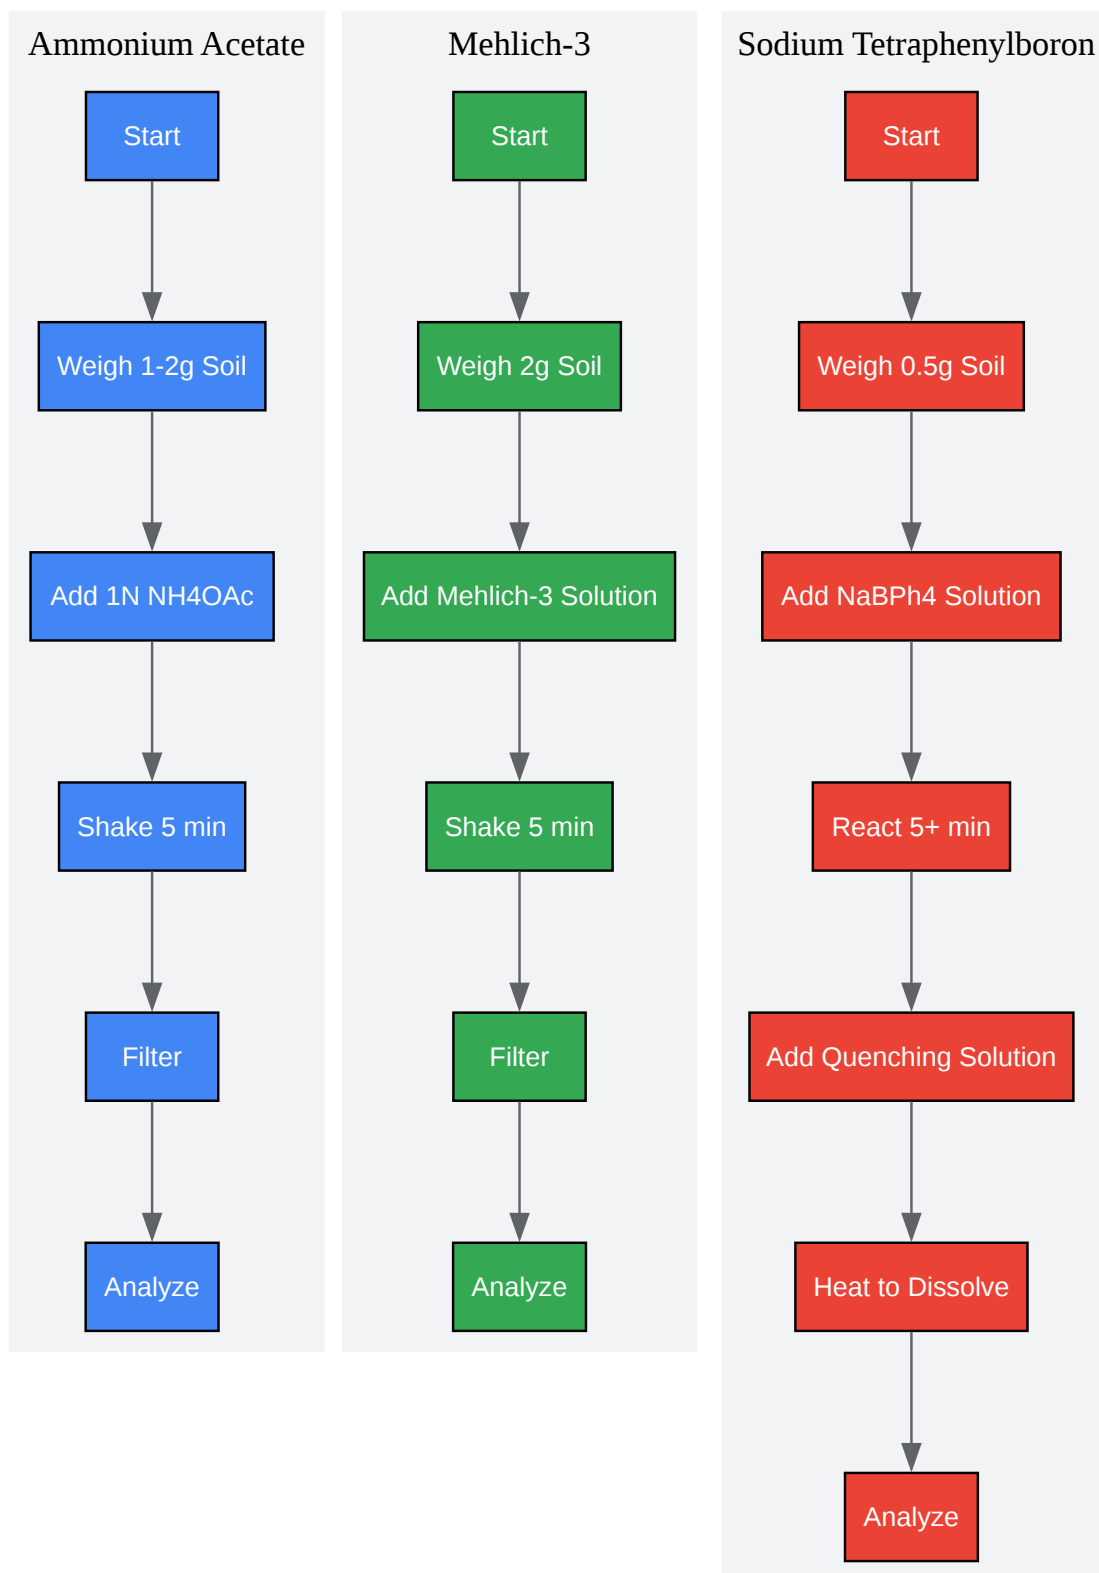 Ammonium Acetate
Start
Weigh 1-2g Soil
Add 1N NH4OAc
Shake 5 min
Filter
Analyze
Mehlich-3
Start
Weigh 2g Soil
Add Mehlich-3 Solution
Shake 5 min
Filter
Analyze
Sodium Tetraphenylboron
Start
Weigh 0.5g Soil
Add NaBPh4 Solution
React 5+ min
Add Quenching Solution
Heat to Dissolve
Analyze